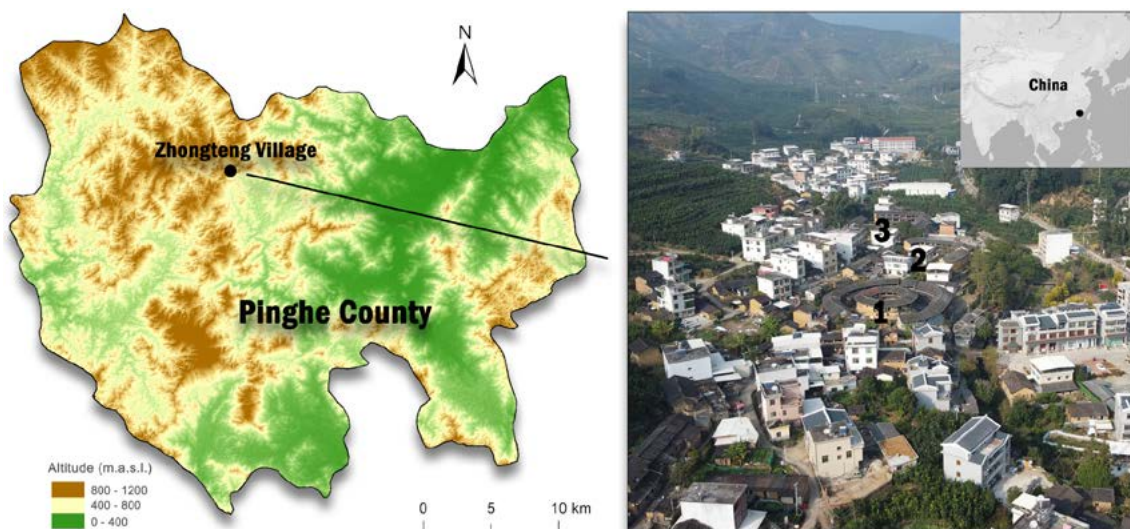 N
Zhongteng Village
Pinghe County
Altitude (m.a.s.l.)
800 - 1200
400 - 800
0 - 400
0 5 10 km
China
3
2
1